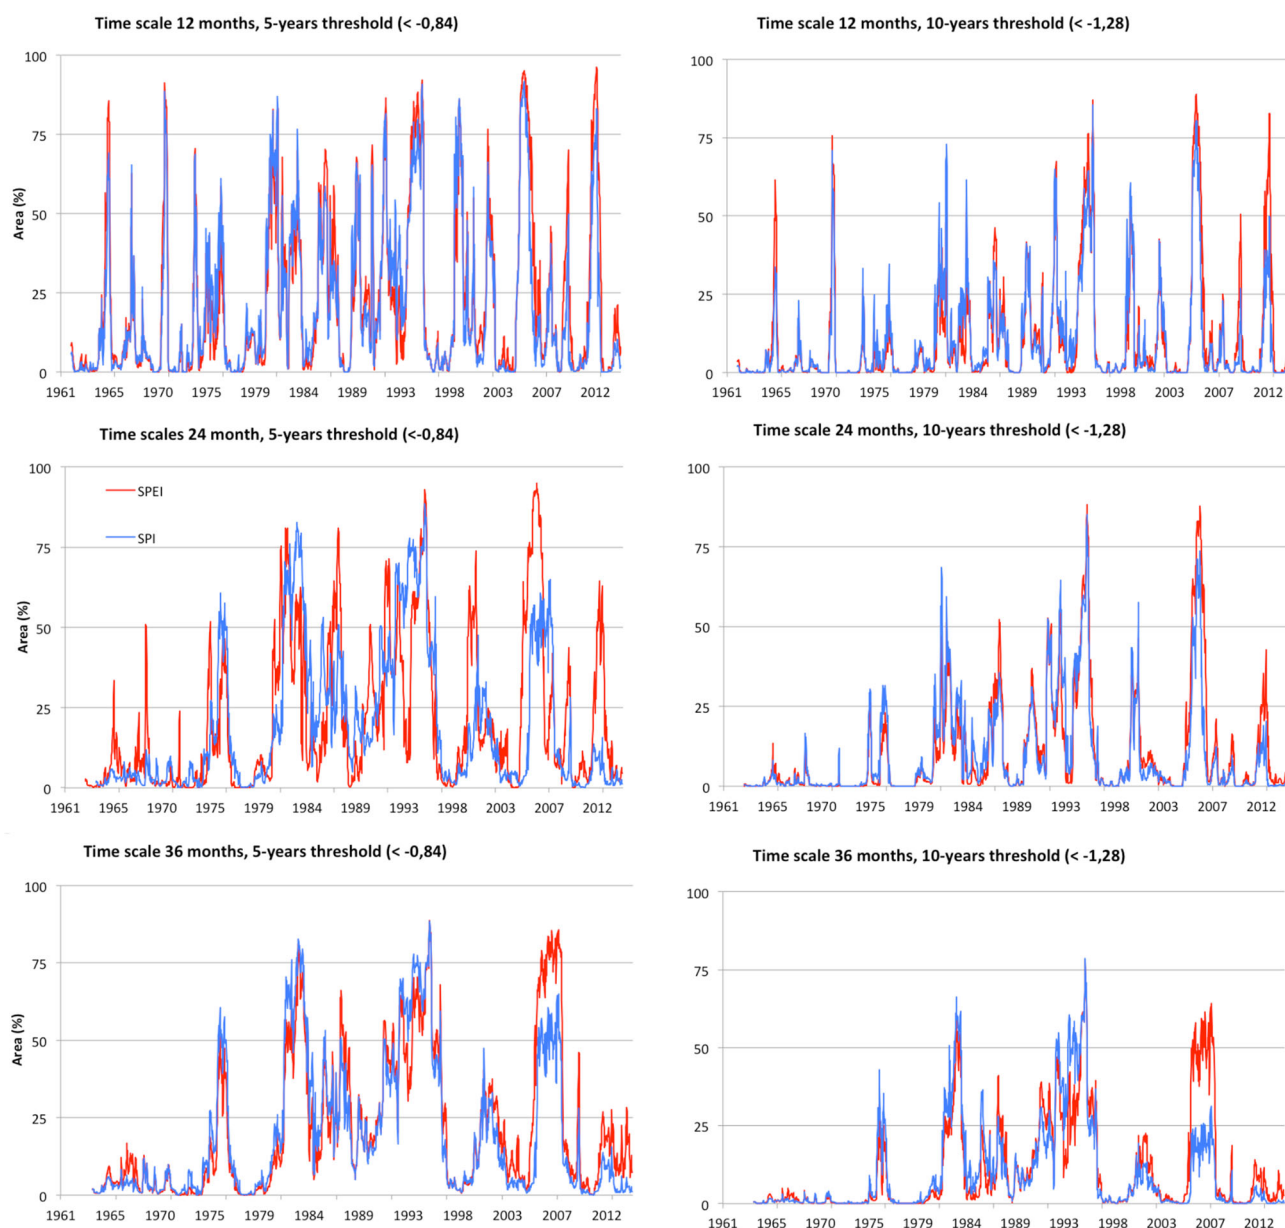 Time scale 12 months, 5-years threshold (< -0,84)
Time scale 12 months, 10-years threshold (< -1,28)
100
75
50
25
0
Area (%)
1961 1965 1970 1975 1979 1984 1989 1993 1998 2003 2007 2012
100
75
50
25
0
1961 1965 1970 1975 1979 1984 1989 1993 1998 2003 2007 2012
Time scales 24 month, 5-years threshold (<-0,84)
Time scale 24 months, 10-years threshold (< -1,28)
100
75
50
25
0
Area (%)
SPEI
SPI
1961 1965 1970 1975 1979 1984 1989 1993 1998 2003 2007 2012
100
75
50
25
0
1961 1965 1970 1975 1979 1984 1989 1993 1998 2003 2007 2012
Time scale 36 months, 5-years threshold (< -0,84)
Time scale 36 months, 10-years threshold (< -1,28)
100
75
50
25
0
Area (%)
1961 1965 1970 1975 1979 1984 1989 1993 1998 2003 2007 2012
100
75
50
25
0
1961 1965 1970 1975 1979 1984 1989 1993 1998 2003 2007 2012